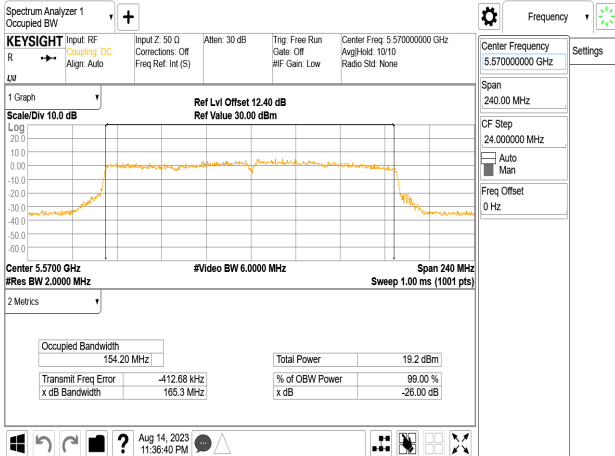 Spectrum Analyzer 1
Occupied BW
Frequency
KEYSIGHT
R
LXI
Input: RF
Coupling: DC
Align: Auto
Input Z: 50 Ω
Corrections: Off
Freq Ref: Int (S)
Atten: 30 dB
Trig: Free Run
Gate: Off
#IF Gain: Low
Center Freq: 5.570000000 GHz
Avg|Hold: 10/10
Radio Std: None
Center Frequency
5.570000000 GHz
Settings
Span
240.00 MHz
CF Step
24.000000 MHz
Auto
Man
Freq Offset
0 Hz
1 Graph
Scale/Div 10.0 dB
Ref Lvl Offset 12.40 dB
Ref Value 30.00 dBm
Log
20.0
10.0
0.00
-10.0
-20.0
-30.0
-40.0
-50.0
-60.0
Center 5.5700 GHz
#Video BW 6.0000 MHz
Span 240 MHz
#Res BW 2.0000 MHz
Sweep 1.00 ms (1001 pts)
2 Metrics
Occupied Bandwidth
154.20 MHz
Total Power 19.2 dBm
Transmit Freq Error -412.68 kHz
% of OBW Power 99.00 %
x dB Bandwidth 165.3 MHz
x dB -26.00 dB
?
Aug 14, 2023
11:36:40 PM